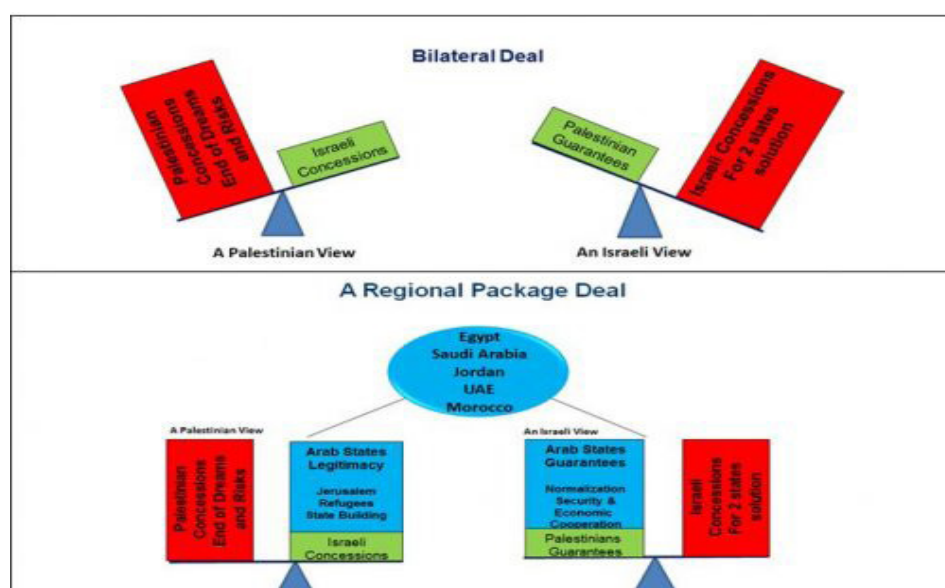 Bilateral Deal
Palestinian
Concessions
End of Dreams
and Risks
Israeli
Concessions
A Palestinian View
Palestinian
Guarantees
Israeli Concessions
For 2 states
solution
An Israeli View
A Regional Package Deal
Egypt
Saudi Arabia
Jordan
UAE
Morocco
A Palestinian View
Palestinian
Concessions
End of Dreams
and Risks
Arab States
Legitimacy
Jerusalem
Refugees
State Building
Israeli
Concessions
An Israeli View
Arab States
Guarantees
Normalization
Security &
Economic
Cooperation
Palestinians
Guarantees
Israeli
Concessions
For 2 states
solution